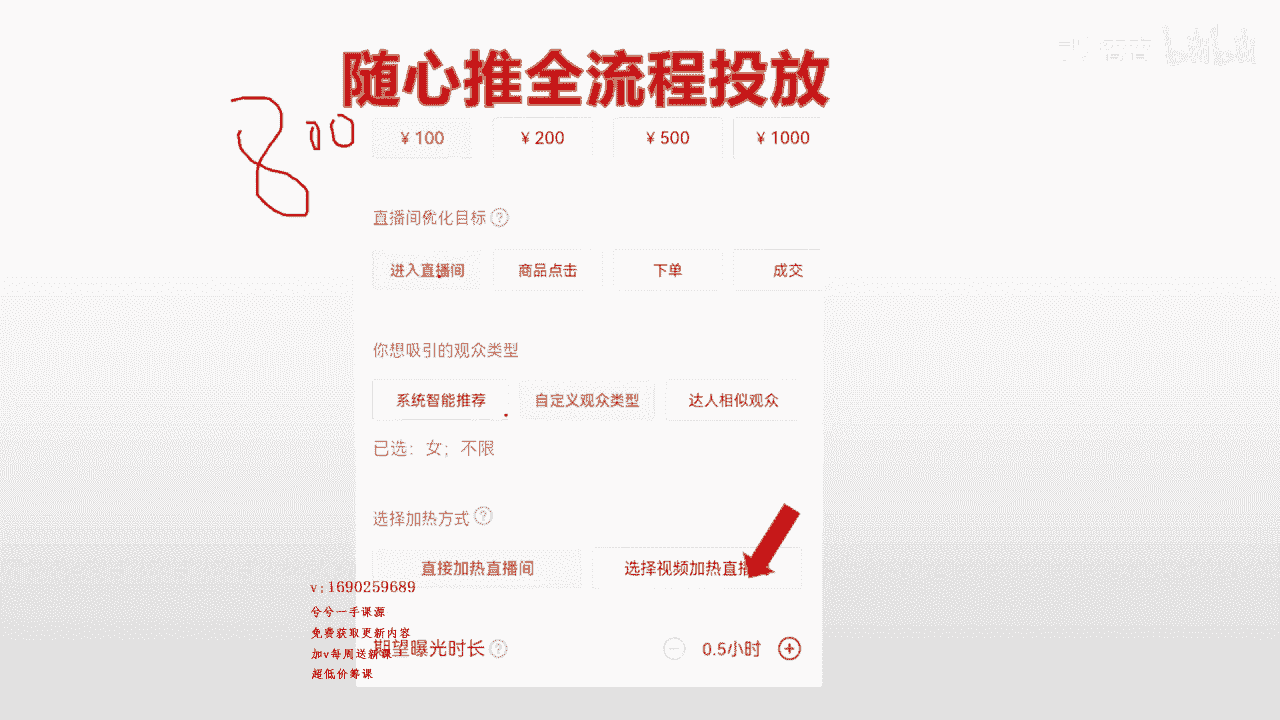 随心推全流程投放
800
¥ 100 ¥ 200 ¥ 500 ¥ 1000
直播间优化目标 ?
进入直播间 商品点击 下单 成交
你想吸引的观众类型
系统智能推荐 自定义观众类型 达人相似观众
已选：女；不限
选择加热方式 ?
直接加热直播间 选择视频加热直播
v;1690259689
兮兮一手课源
免费获取更新内容
期望曝光时长 ? 0.5小时
加v每周送新课
超低价筹课